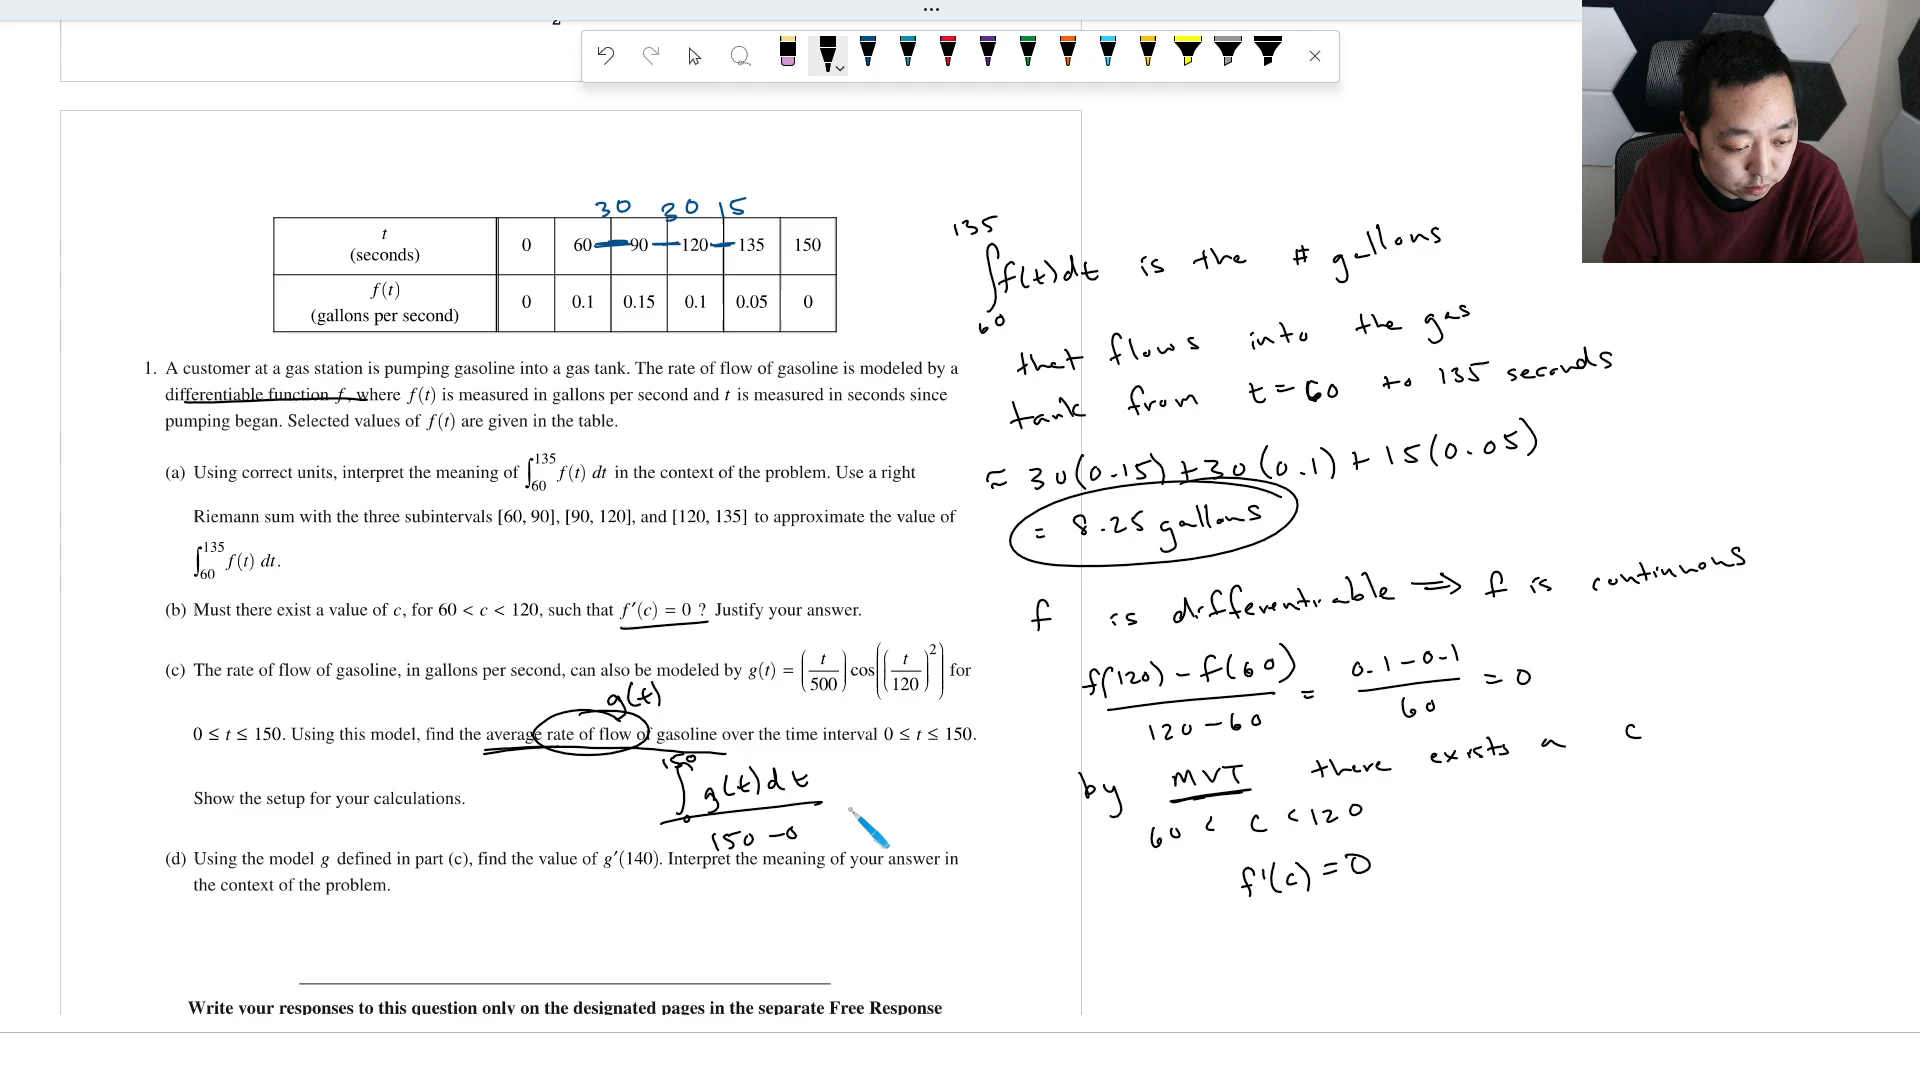 30 30 15
t
(seconds)
0 60 90 120 135 150
f(t)
(gallons per second)
0 0.1 0.15 0.1 0.05 0
1. A customer at a gas station is pumping gasoline into a gas tank. The rate of flow of gasoline is modeled by a
differentiable function f, where f(t) is measured in gallons per second and t is measured in seconds since
pumping began. Selected values of f(t) are given in the table.
(a) Using correct units, interpret the meaning of ∫_60^135 f(t) dt in the context of the problem. Use a right
Riemann sum with the three subintervals [60, 90], [90, 120], and [120, 135] to approximate the value of
∫_60^135 f(t) dt.
(b) Must there exist a value of c, for 60 < c < 120, such that f′(c) = 0 ? Justify your answer.
(c) The rate of flow of gasoline, in gallons per second, can also be modeled by g(t) = (t/500) cos((t/120)^2) for
g(t)
0 ≤ t ≤ 150. Using this model, find the average rate of flow of gasoline over the time interval 0 ≤ t ≤ 150.
Show the setup for your calculations.
∫_0^150 g(t)dt
150 - 0
(d) Using the model g defined in part (c), find the value of g′(140). Interpret the meaning of your answer in
the context of the problem.
Write your responses to this question only on the designated pages in the separate Free Response
∫_60^135 f(t)dt is the # gallons
that flows into the gas
tank from t = 60 to 135 seconds
≈ 30(0.15) + 30(0.1) + 15(0.05)
= 8.25 gallons
f is differentiable ⇒ f is continuous
f(120) - f(60) / 120 - 60 = 0.1 - 0.1 / 60 = 0
by MVT there exists a c
60 < c < 120
f'(c) = 0